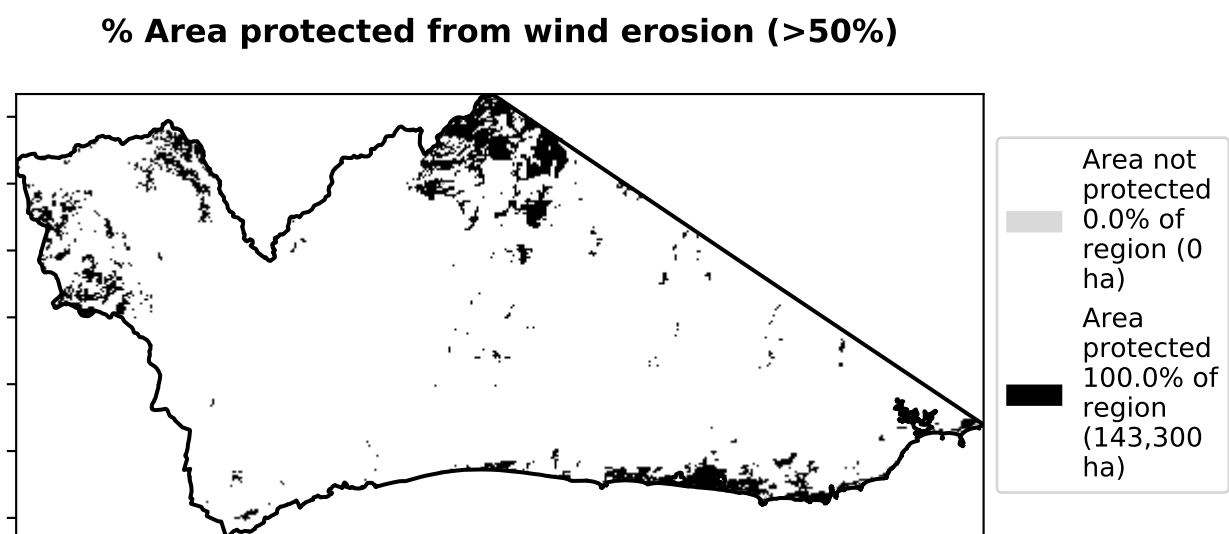 % Area protected from wind erosion (>50%)
Area not
protected
0.0% of
region (0
ha)
Area
protected
100.0% of
region
(143,300
ha)